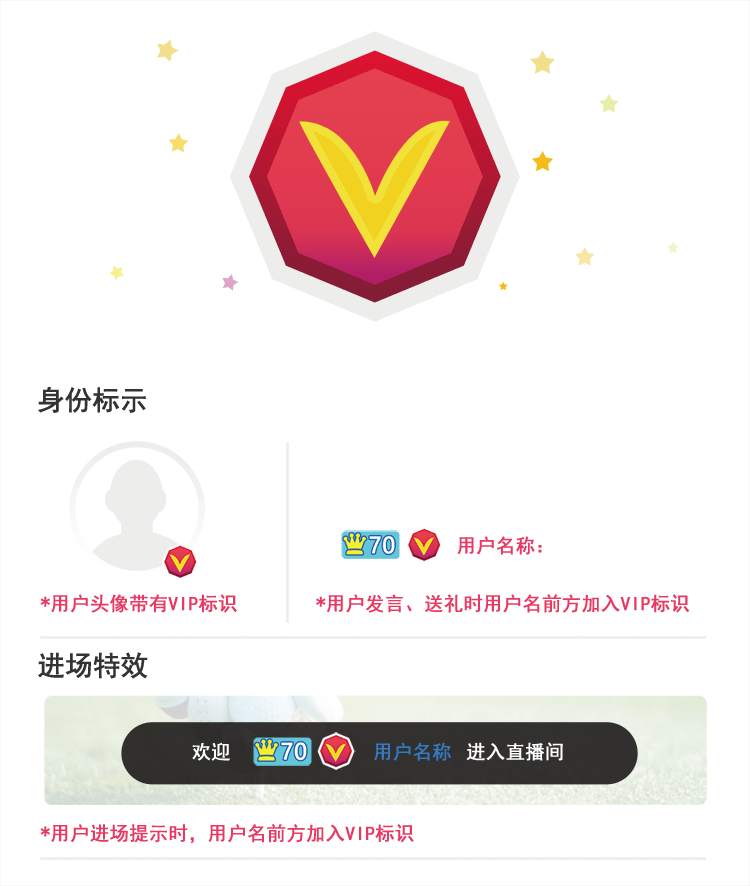 身份标示
70 用户名称：
*用户头像带有VIP标识
*用户发言、送礼时用户名前方加入VIP标识
进场特效
欢迎 70 用户名称 进入直播间
*用户进场提示时，用户名前方加入VIP标识